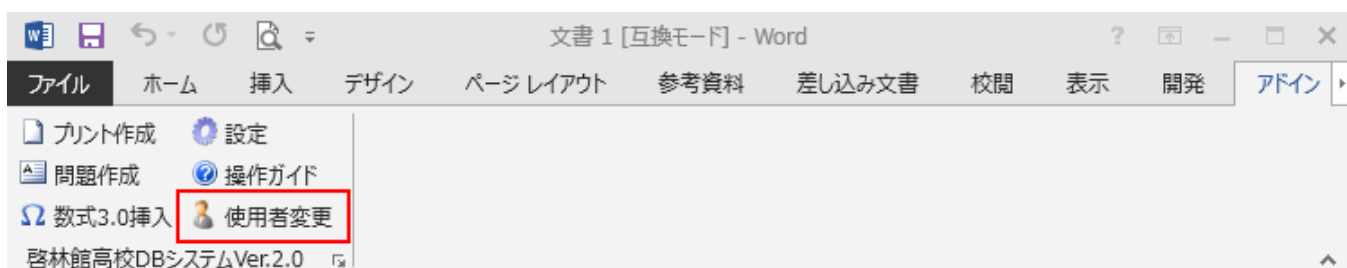 文書 1 [互換モード] - Word
ファイル ホーム 挿入 デザイン ページ レイアウト 参考資料 差し込み文書 校閲 表示 開発 アドイン
プリント作成 設定
問題作成 操作ガイド
数式3.0挿入 使用者変更
啓林館高校DBシステムVer.2.0